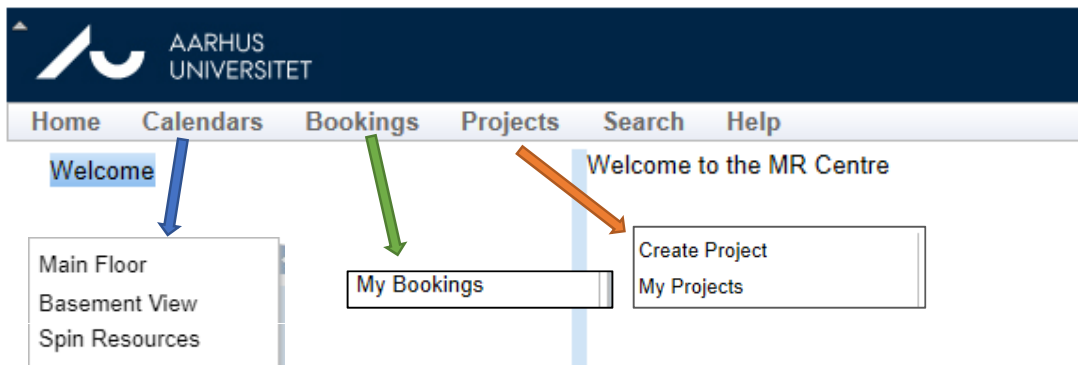 AARHUS
UNIVERSITET
Home Calendars Bookings Projects Search Help
Welcome
Welcome to the MR Centre
Main Floor
Basement View
Spin Resources
My Bookings
Create Project
My Projects